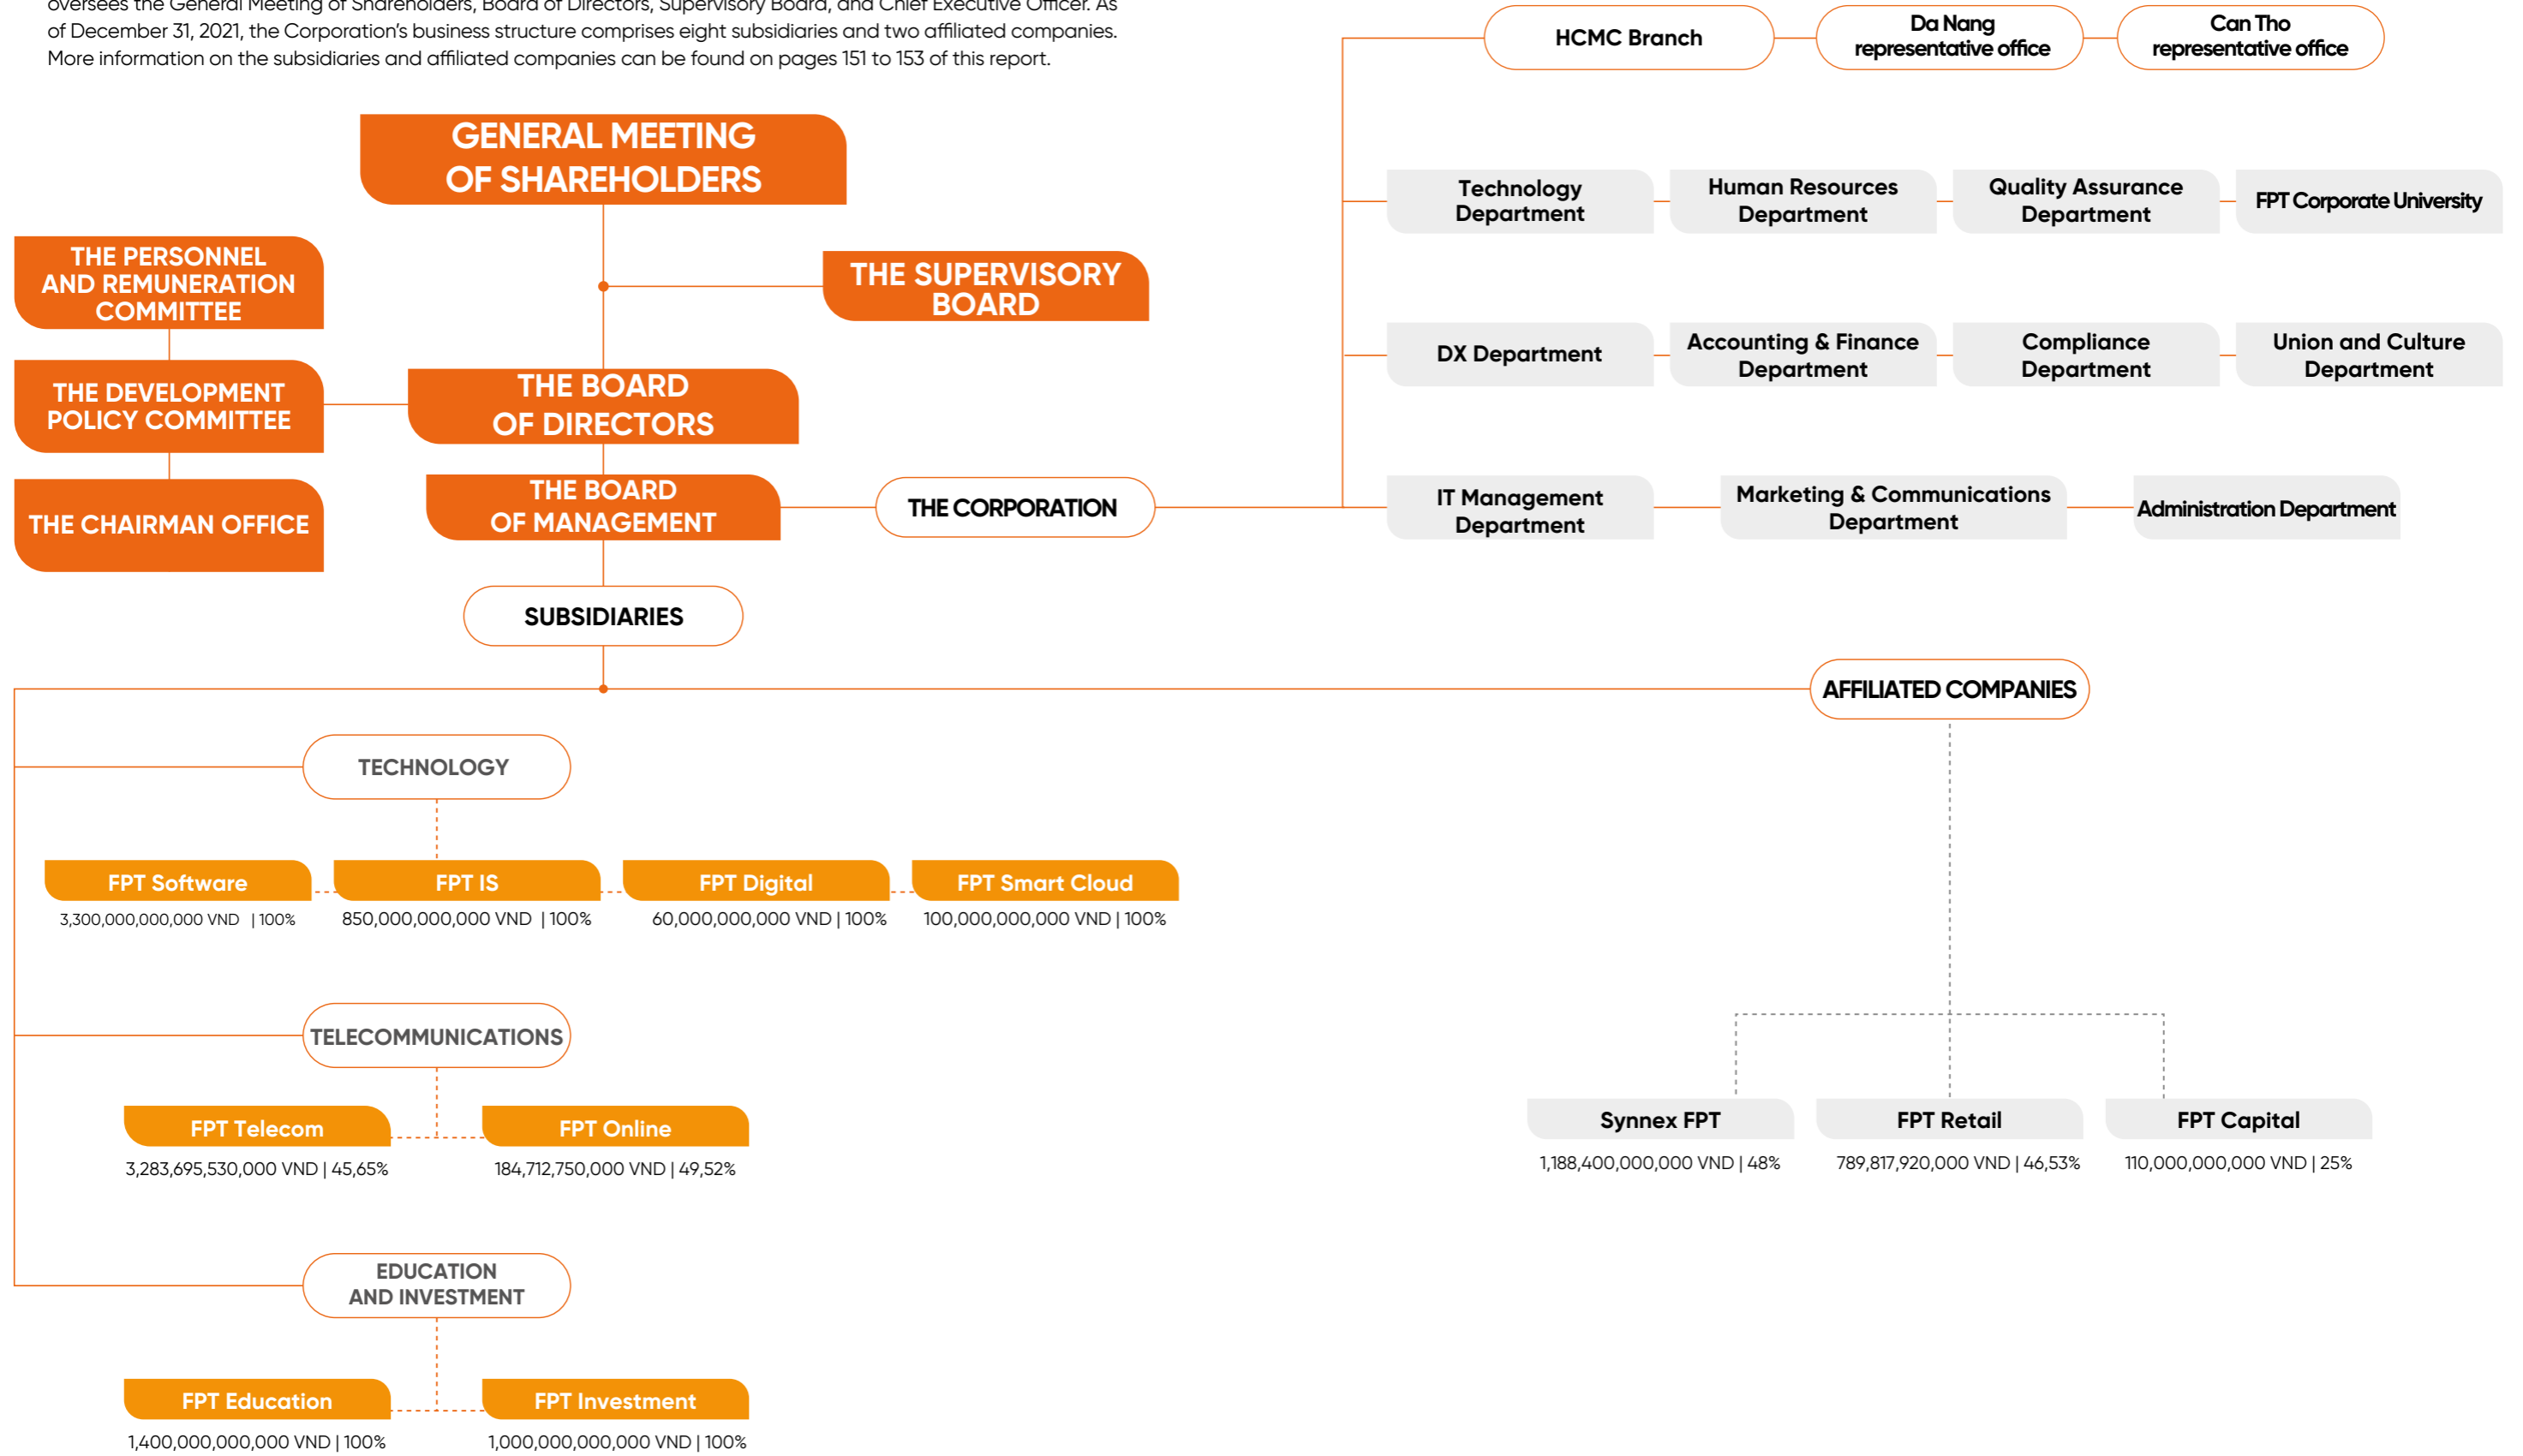 oversees the General Meeting of Shareholders, Board of Directors, Supervisory Board, and Chief Executive Officer. As
of December 31, 2021, the Corporation's business structure comprises eight subsidiaries and two affiliated companies.
More information on the subsidiaries and affiliated companies can be found on pages 151 to 153 of this report.
HCMC Branch
Da Nang
representative office
Can Tho
representative office
GENERAL MEETING
OF SHAREHOLDERS
Technology
Department
Human Resources
Department
Quality Assurance
Department
FPT Corporate University
THE PERSONNEL
AND REMUNERATION
COMMITTEE
THE SUPERVISORY
BOARD
DX Department
Accounting & Finance
Department
Compliance
Department
Union and Culture
Department
THE DEVELOPMENT
POLICY COMMITTEE
THE BOARD
OF DIRECTORS
THE CHAIRMAN OFFICE
THE BOARD
OF MANAGEMENT
THE CORPORATION
IT Management
Department
Marketing & Communications
Department
Administration Department
SUBSIDIARIES
AFFILIATED COMPANIES
TECHNOLOGY
FPT Software
3,300,000,000,000 VND | 100%
FPT IS
850,000,000,000 VND | 100%
FPT Digital
60,000,000,000 VND | 100%
FPT Smart Cloud
100,000,000,000 VND | 100%
TELECOMMUNICATIONS
FPT Telecom
3,283,695,530,000 VND | 45,65%
FPT Online
184,712,750,000 VND | 49,52%
Synnex FPT
1,188,400,000,000 VND | 48%
FPT Retail
789,817,920,000 VND | 46,53%
FPT Capital
110,000,000,000 VND | 25%
EDUCATION
AND INVESTMENT
FPT Education
1,400,000,000,000 VND | 100%
FPT Investment
1,000,000,000,000 VND | 100%